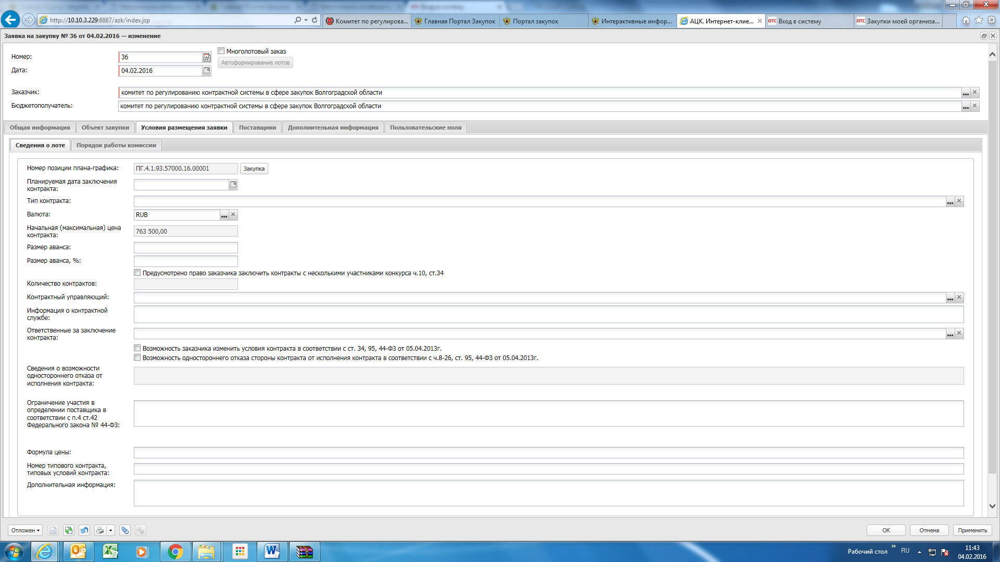 http://10.10.3.229:8887/azk/index.jsp
Комитет по регулирова...
Главная Портал Закупок
Портал закупок
Интерактивные инфор...
АЦК. Интернет-клие...
отс Вход в систему
отс Закупки моей организа...
Заявка на закупку № 36 от 04.02.2016 — изменение
Номер: 36
Многолотовый заказ
Автоформирование лотов
Дата: 04.02.2016
Заказчик: комитет по регулированию контрактной системы в сфере закупок Волгоградской области
Бюджетополучатель: комитет по регулированию контрактной системы в сфере закупок Волгоградской области
Общая информация Объект закупки Условия размещения заявки Поставщики Дополнительная информация Пользовательские поля
Сведения о лоте Порядок работы комиссии
Номер позиции плана-графика: ПГ.4.1.93.57000.16.00001 Закупка
Планируемая дата заключения
контракта:
Тип контракта:
Валюта: RUB
Начальная (максимальная) цена
контракта: 763 500,00
Размер аванса:
Размер аванса, %:
Предусмотрено право заказчика заключить контракты с несколькими участниками конкурса ч.10, ст.34
Количество контрактов:
Контрактный управляющий:
Информация о контрактной
службе:
Ответственные за заключение
контракта:
Возможность заказчика изменить условия контракта в соответствии с ст. 34, 95, 44-ФЗ от 05.04.2013г.
Возможность одностороннего отказа стороны контракта от исполнения контракта в соответствии с ч.8-26, ст. 95, 44-ФЗ от 05.04.2013г.
Сведения о возможности
одностороннего отказа от
исполнения контракта:
Ограничение участия в
определении поставщика в
соответствии с п.4 ст.42
Федерального закона № 44-ФЗ:
Формула цены:
Номер типового контракта,
типовых условий контракта:
Дополнительная информация:
Отложен
ОК Отмена Применить
Рабочий стол » RU
11:43
04.02.2016